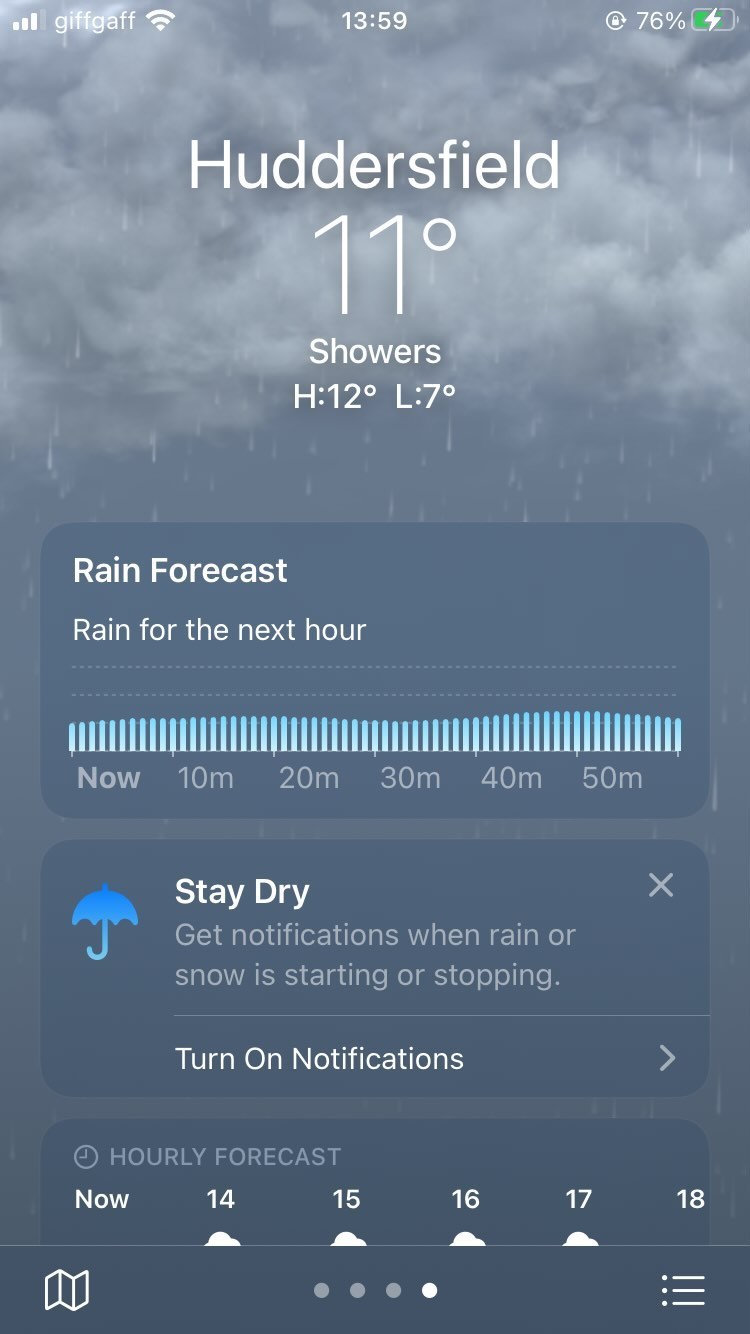 giffgaff 13:59 76%
Huddersfield
11°
Showers
H:12° L:7°
Rain Forecast
Rain for the next hour
Now 10m 20m 30m 40m 50m
Stay Dry
Get notifications when rain or
snow is starting or stopping.
Turn On Notifications
HOURLY FORECAST
Now 14 15 16 17 18